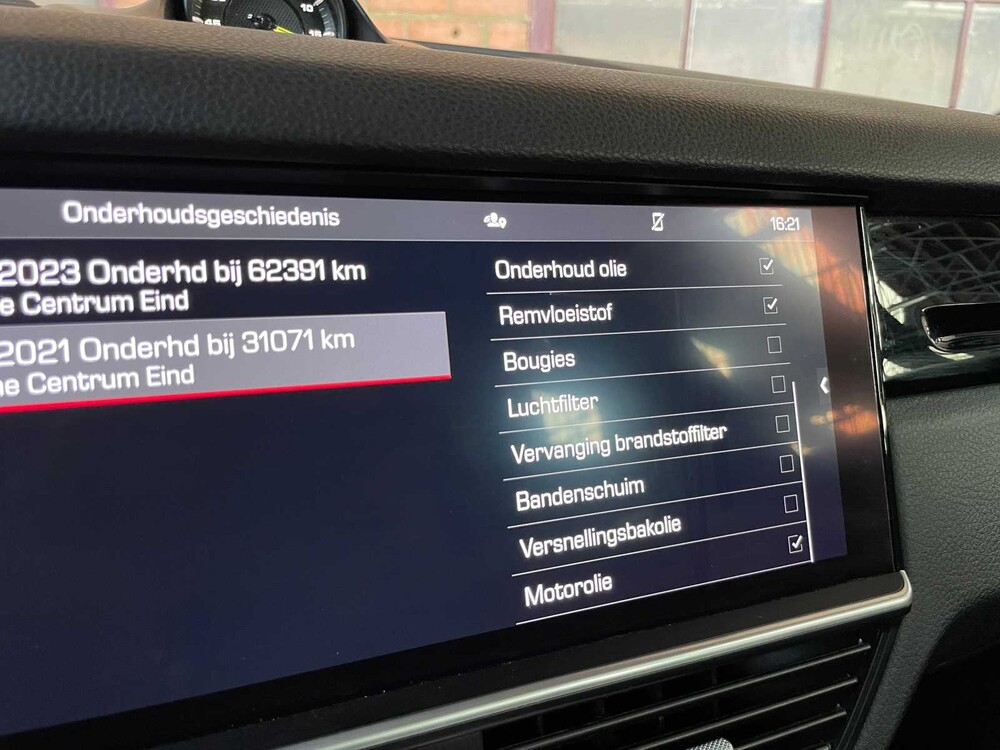 Onderhoudsgeschiedenis
16:21
2023 Onderhd bij 62391 km
e Centrum Eind
2021 Onderhd bij 31071 km
he Centrum Eind
Onderhoud olie
Remvloeistof
Bougies
Luchtfilter
Vervanging brandstoffilter
Bandenschuim
Versnellingsbakolie
Motorolie